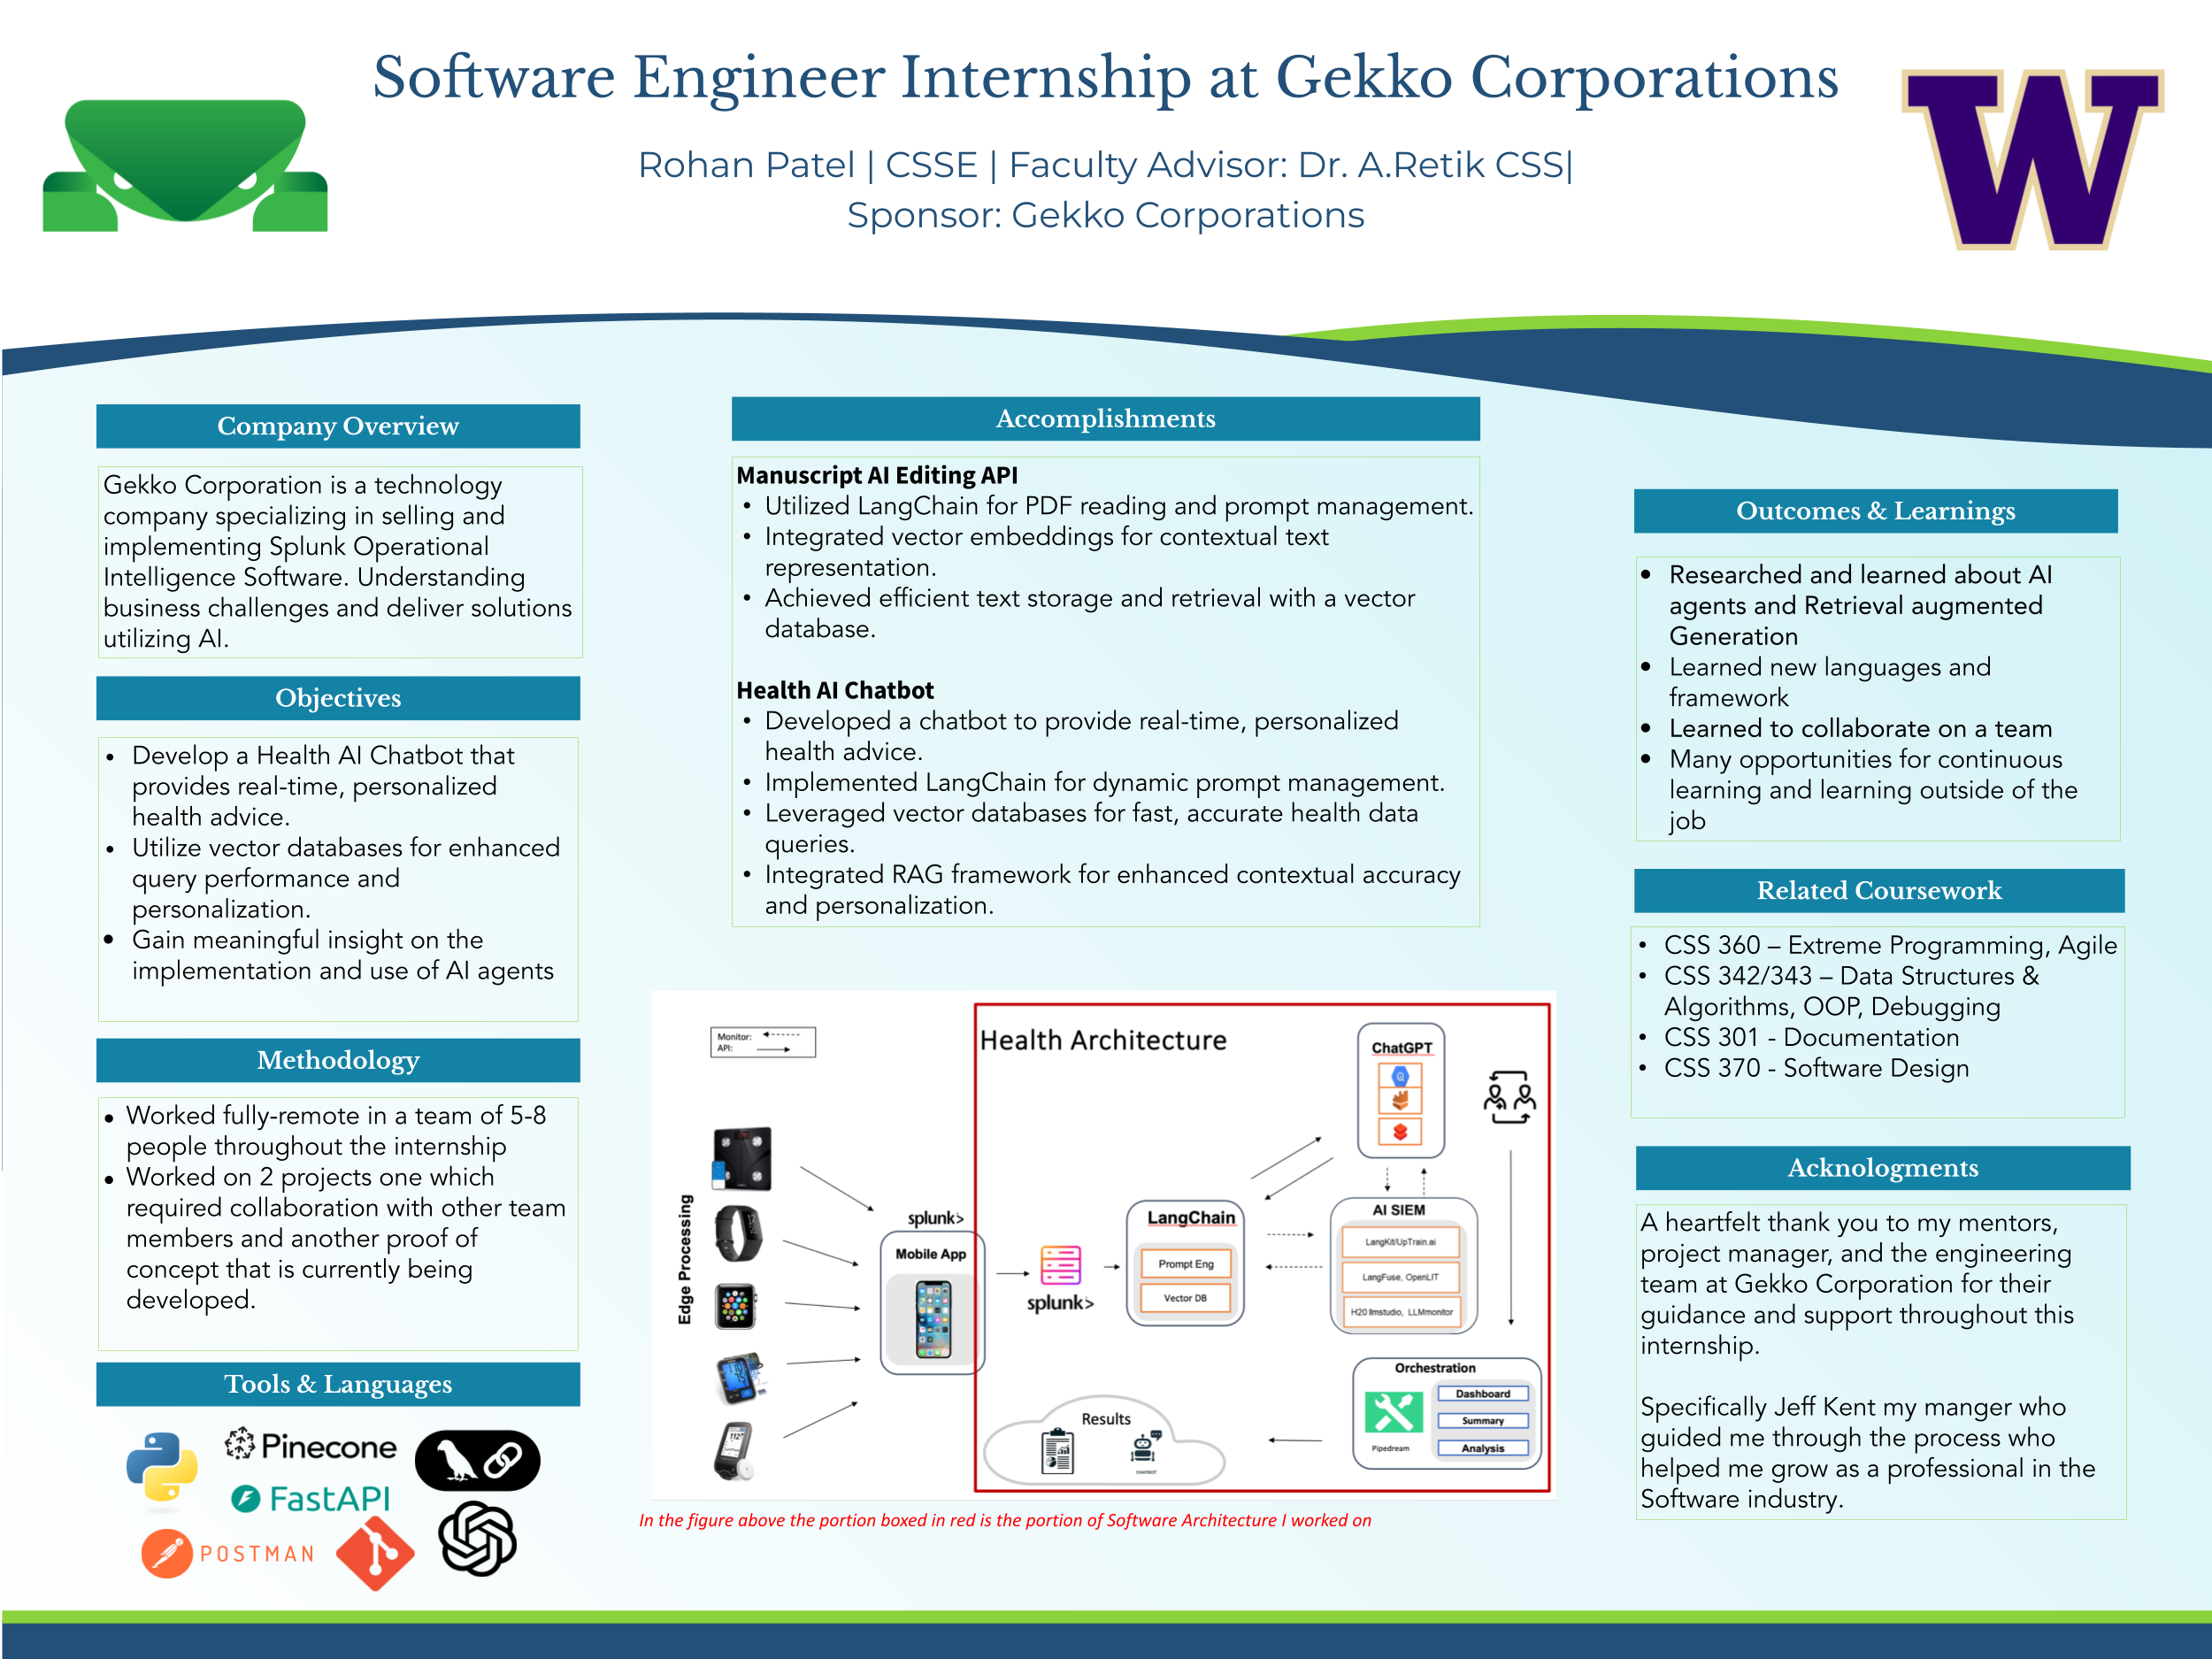 Software Engineer Internship at Gekko Corporations
Rohan Patel | CSSE | Faculty Advisor: Dr. A.Retik CSS|
Sponsor: Gekko Corporations
W
Company Overview
Gekko Corporation is a technology
company specializing in selling and
implementing Splunk Operational
Intelligence Software. Understanding
business challenges and deliver solutions
utilizing AI.
Objectives
• Develop a Health AI Chatbot that
provides real-time, personalized
health advice.
• Utilize vector databases for enhanced
query performance and
personalization.
• Gain meaningful insight on the
implementation and use of AI agents
Methodology
• Worked fully-remote in a team of 5-8
people throughout the internship
• Worked on 2 projects one which
required collaboration with other team
members and another proof of
concept that is currently being
developed.
Tools & Languages
Pinecone
FastAPI
POSTMAN
Accomplishments
Manuscript AI Editing API
• Utilized LangChain for PDF reading and prompt management.
• Integrated vector embeddings for contextual text
representation.
• Achieved efficient text storage and retrieval with a vector
database.
Health AI Chatbot
• Developed a chatbot to provide real-time, personalized
health advice.
• Implemented LangChain for dynamic prompt management.
• Leveraged vector databases for fast, accurate health data
queries.
• Integrated RAG framework for enhanced contextual accuracy
and personalization.
Monitor:
API:
Health Architecture
Edge Processing
splunk>
Mobile App
splunk>
LangChain
Prompt Eng
Vector DB
ChatGPT
AI SIEM
LangKit/UpTrain.ai
LangFuse, OpenLIT
H20 llmstudio, LLMmonitor
Orchestration
Pipedream
Dashboard
Summary
Analysis
Results
CHATBOT
In the figure above the portion boxed in red is the portion of Software Architecture I worked on
Outcomes & Learnings
• Researched and learned about AI
agents and Retrieval augmented
Generation
• Learned new languages and
framework
• Learned to collaborate on a team
• Many opportunities for continuous
learning and learning outside of the
job
Related Coursework
• CSS 360 – Extreme Programming, Agile
• CSS 342/343 – Data Structures &
Algorithms, OOP, Debugging
• CSS 301 - Documentation
• CSS 370 - Software Design
Acknologments
A heartfelt thank you to my mentors,
project manager, and the engineering
team at Gekko Corporation for their
guidance and support throughout this
internship.
Specifically Jeff Kent my manger who
guided me through the process who
helped me grow as a professional in the
Software industry.